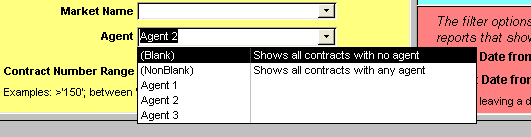 Market Name
Agent Agent 2
The filter options
reports that show
(Blank) Shows all contracts with no agent
Date from
(NonBlank) Shows all contracts with any agent
Contract Number Range
Agent 1
Date from
Examples: >'150'; between '
Agent 2
leaving a d
Agent 3